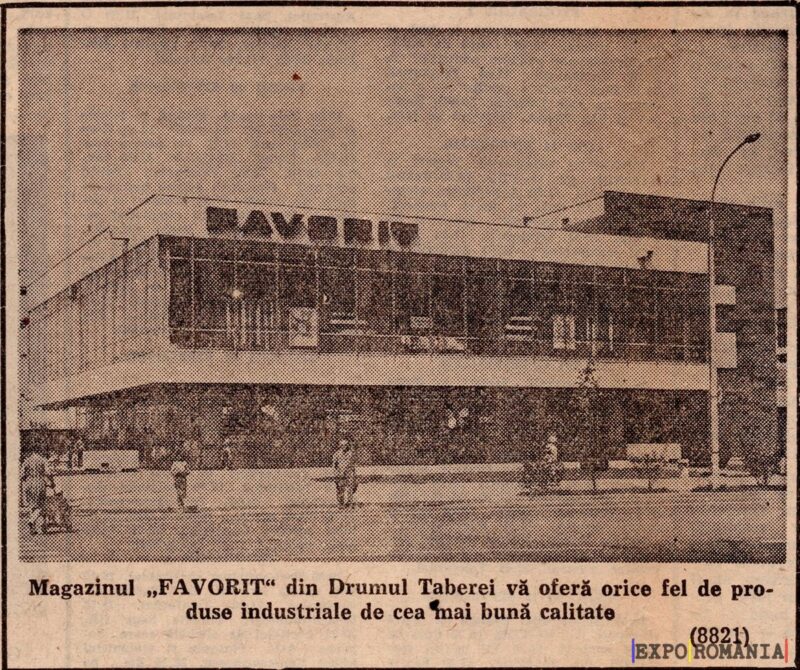 FAVORIT
Magazinul „FAVORIT“ din Drumul Taberei vă oferă orice fel de pro-
duse industriale de cea mai bună calitate
(8821)
EXPO ROMANIA